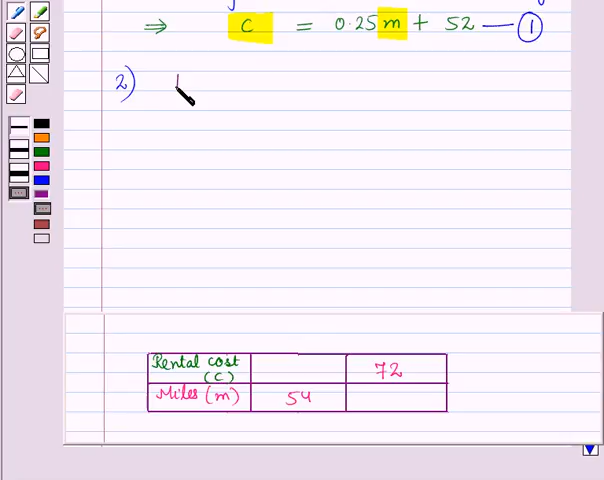 ⇒ C = 0.25 m + 52 — ①
2)
Rental cost (C) 72
Miles (m) 54